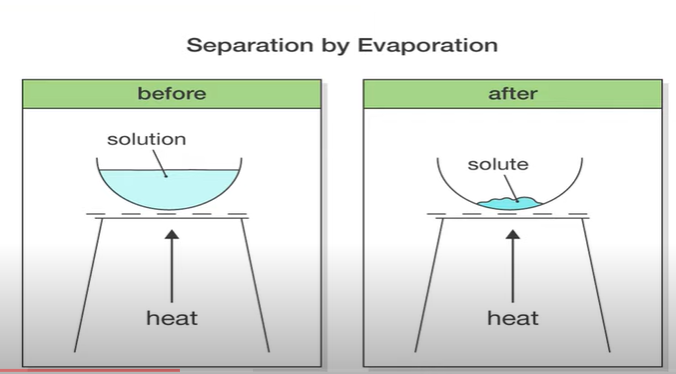 Separation by Evaporation
before
solution
heat
after
solute
heat